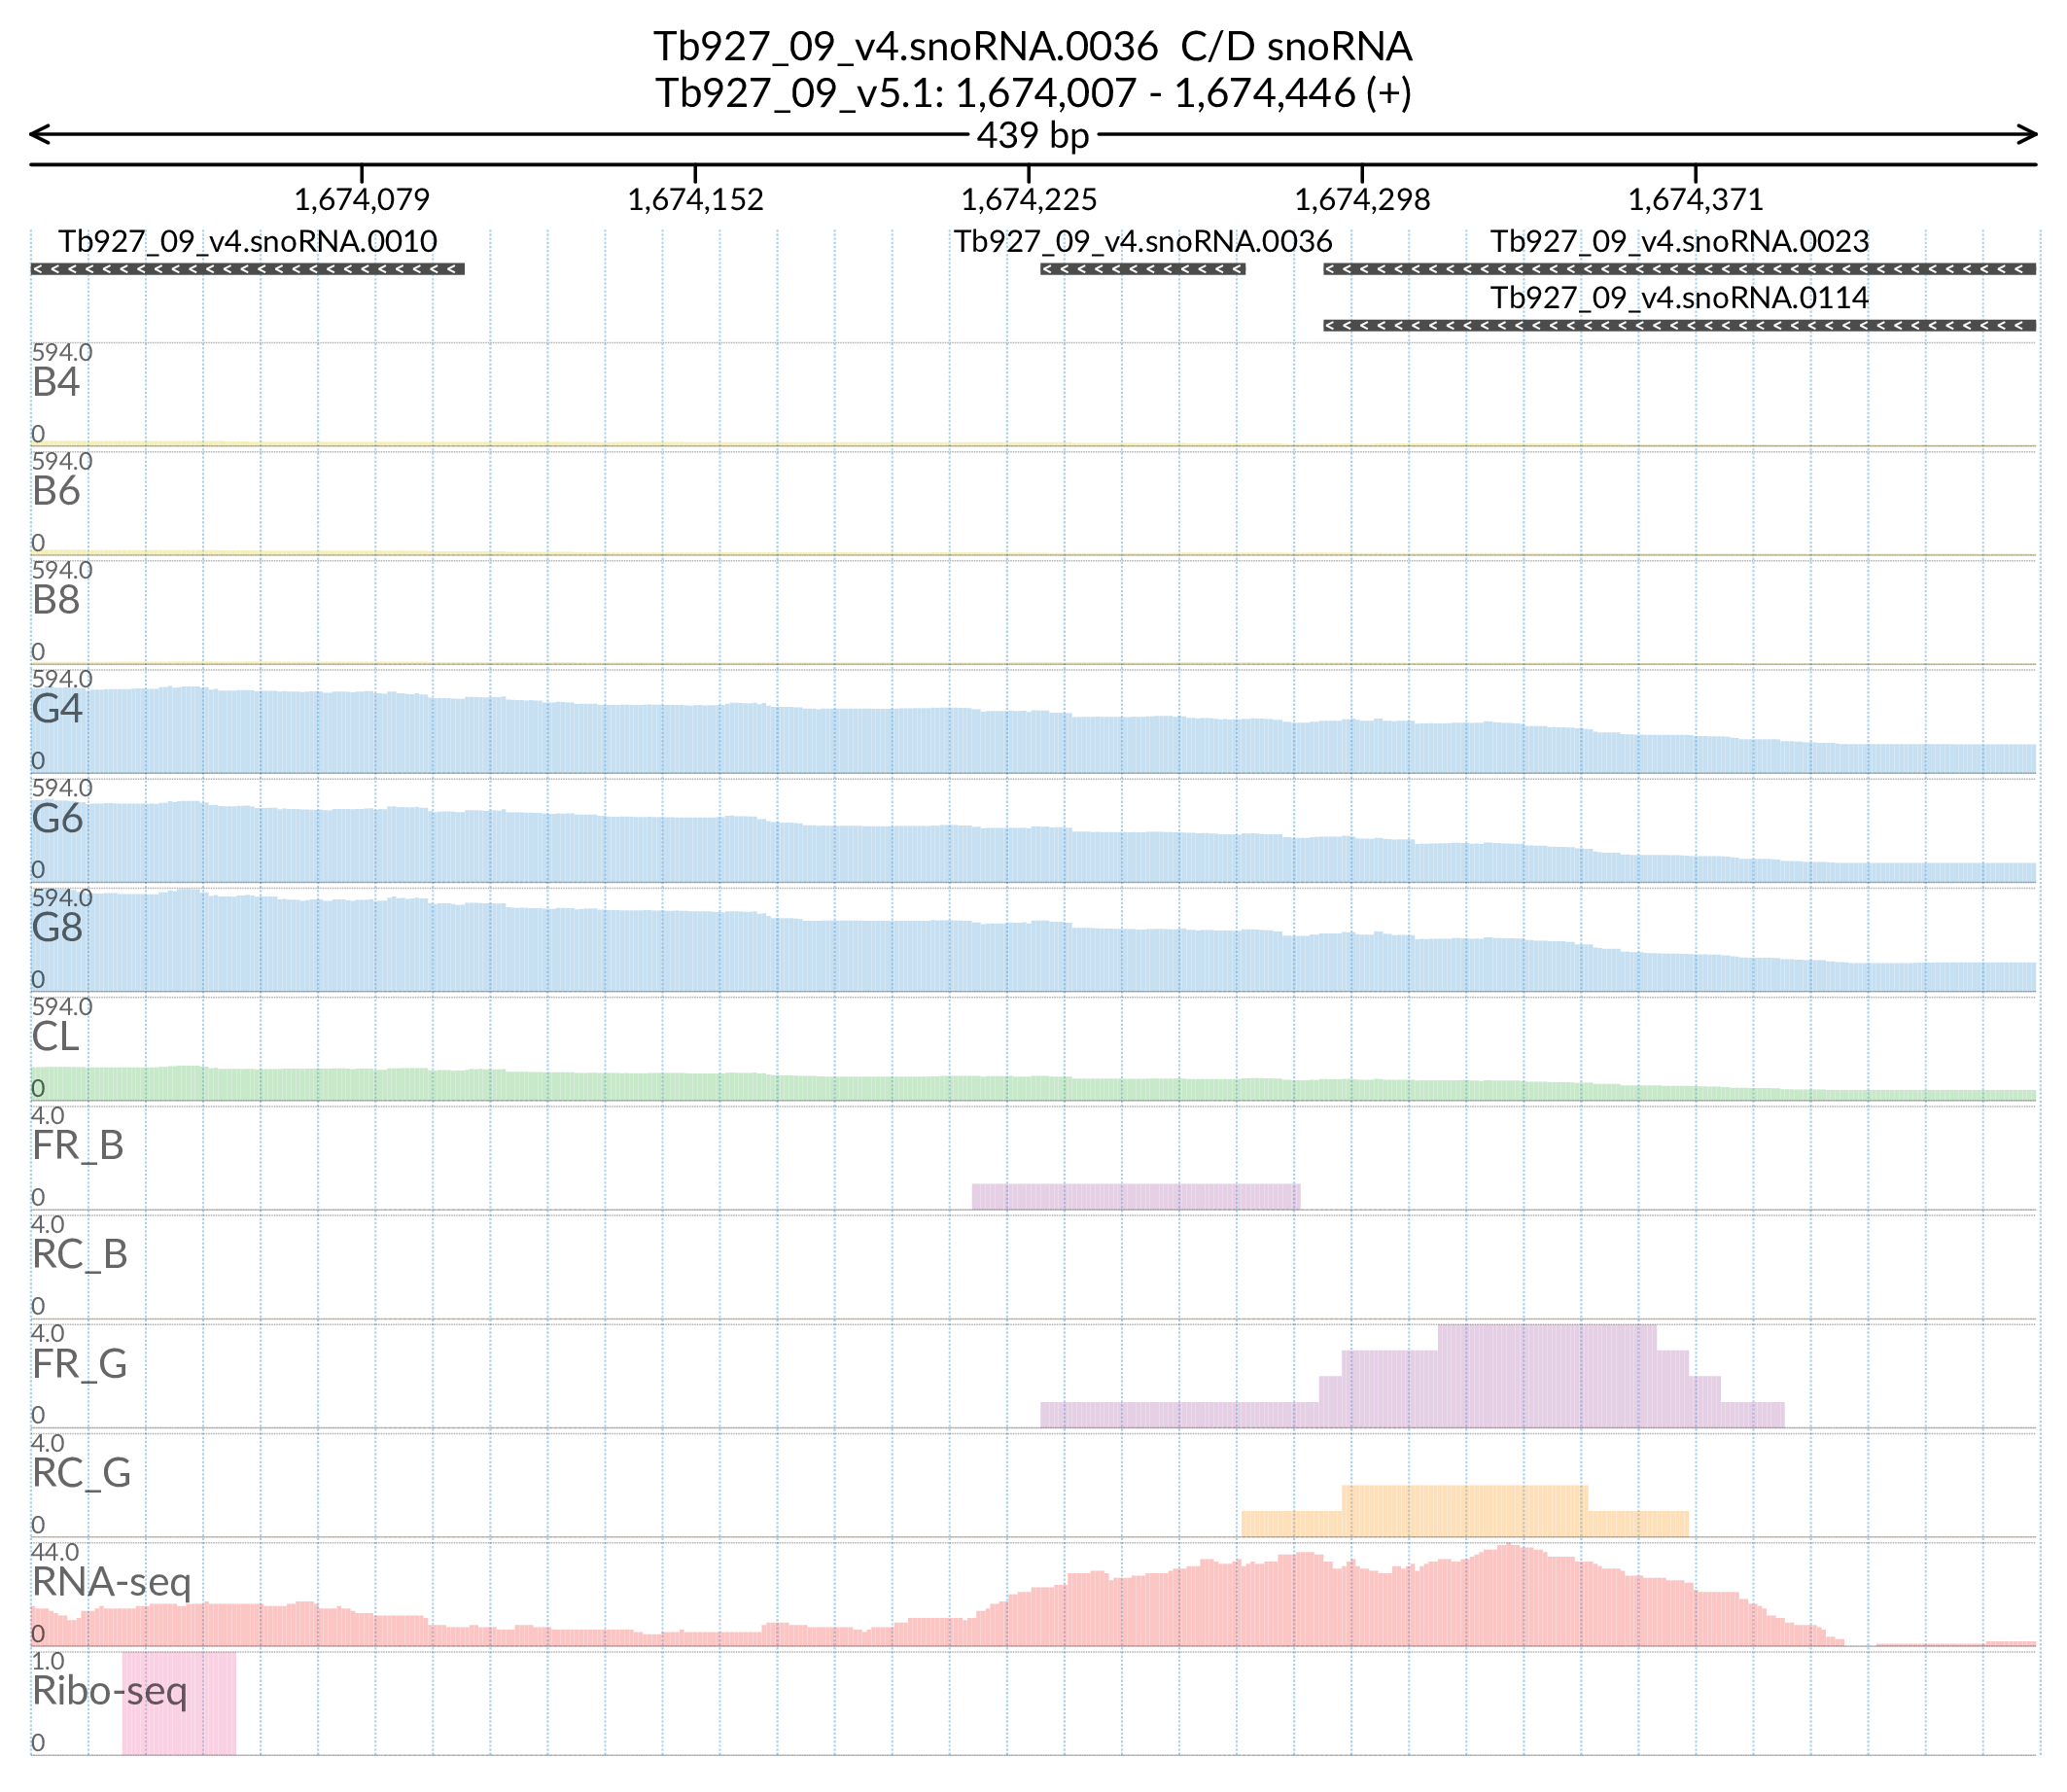 Tb927_09_v4.snoRNA.0036  C/D snoRNA
Tb927_09_v5.1: 1,674,007 - 1,674,446 (+)
439 bp
1,674,079 1,674,152 1,674,225 1,674,298 1,674,371
Tb927_09_v4.snoRNA.0010 Tb927_09_v4.snoRNA.0036 Tb927_09_v4.snoRNA.0023
Tb927_09_v4.snoRNA.0114
594.0
B4
0
594.0
B6
0
594.0
B8
0
594.0
G4
0
594.0
G6
0
594.0
G8
0
594.0
CL
0
4.0
FR_B
0
4.0
RC_B
0
4.0
FR_G
0
4.0
RC_G
0
44.0
RNA-seq
0
1.0
Ribo-seq
0